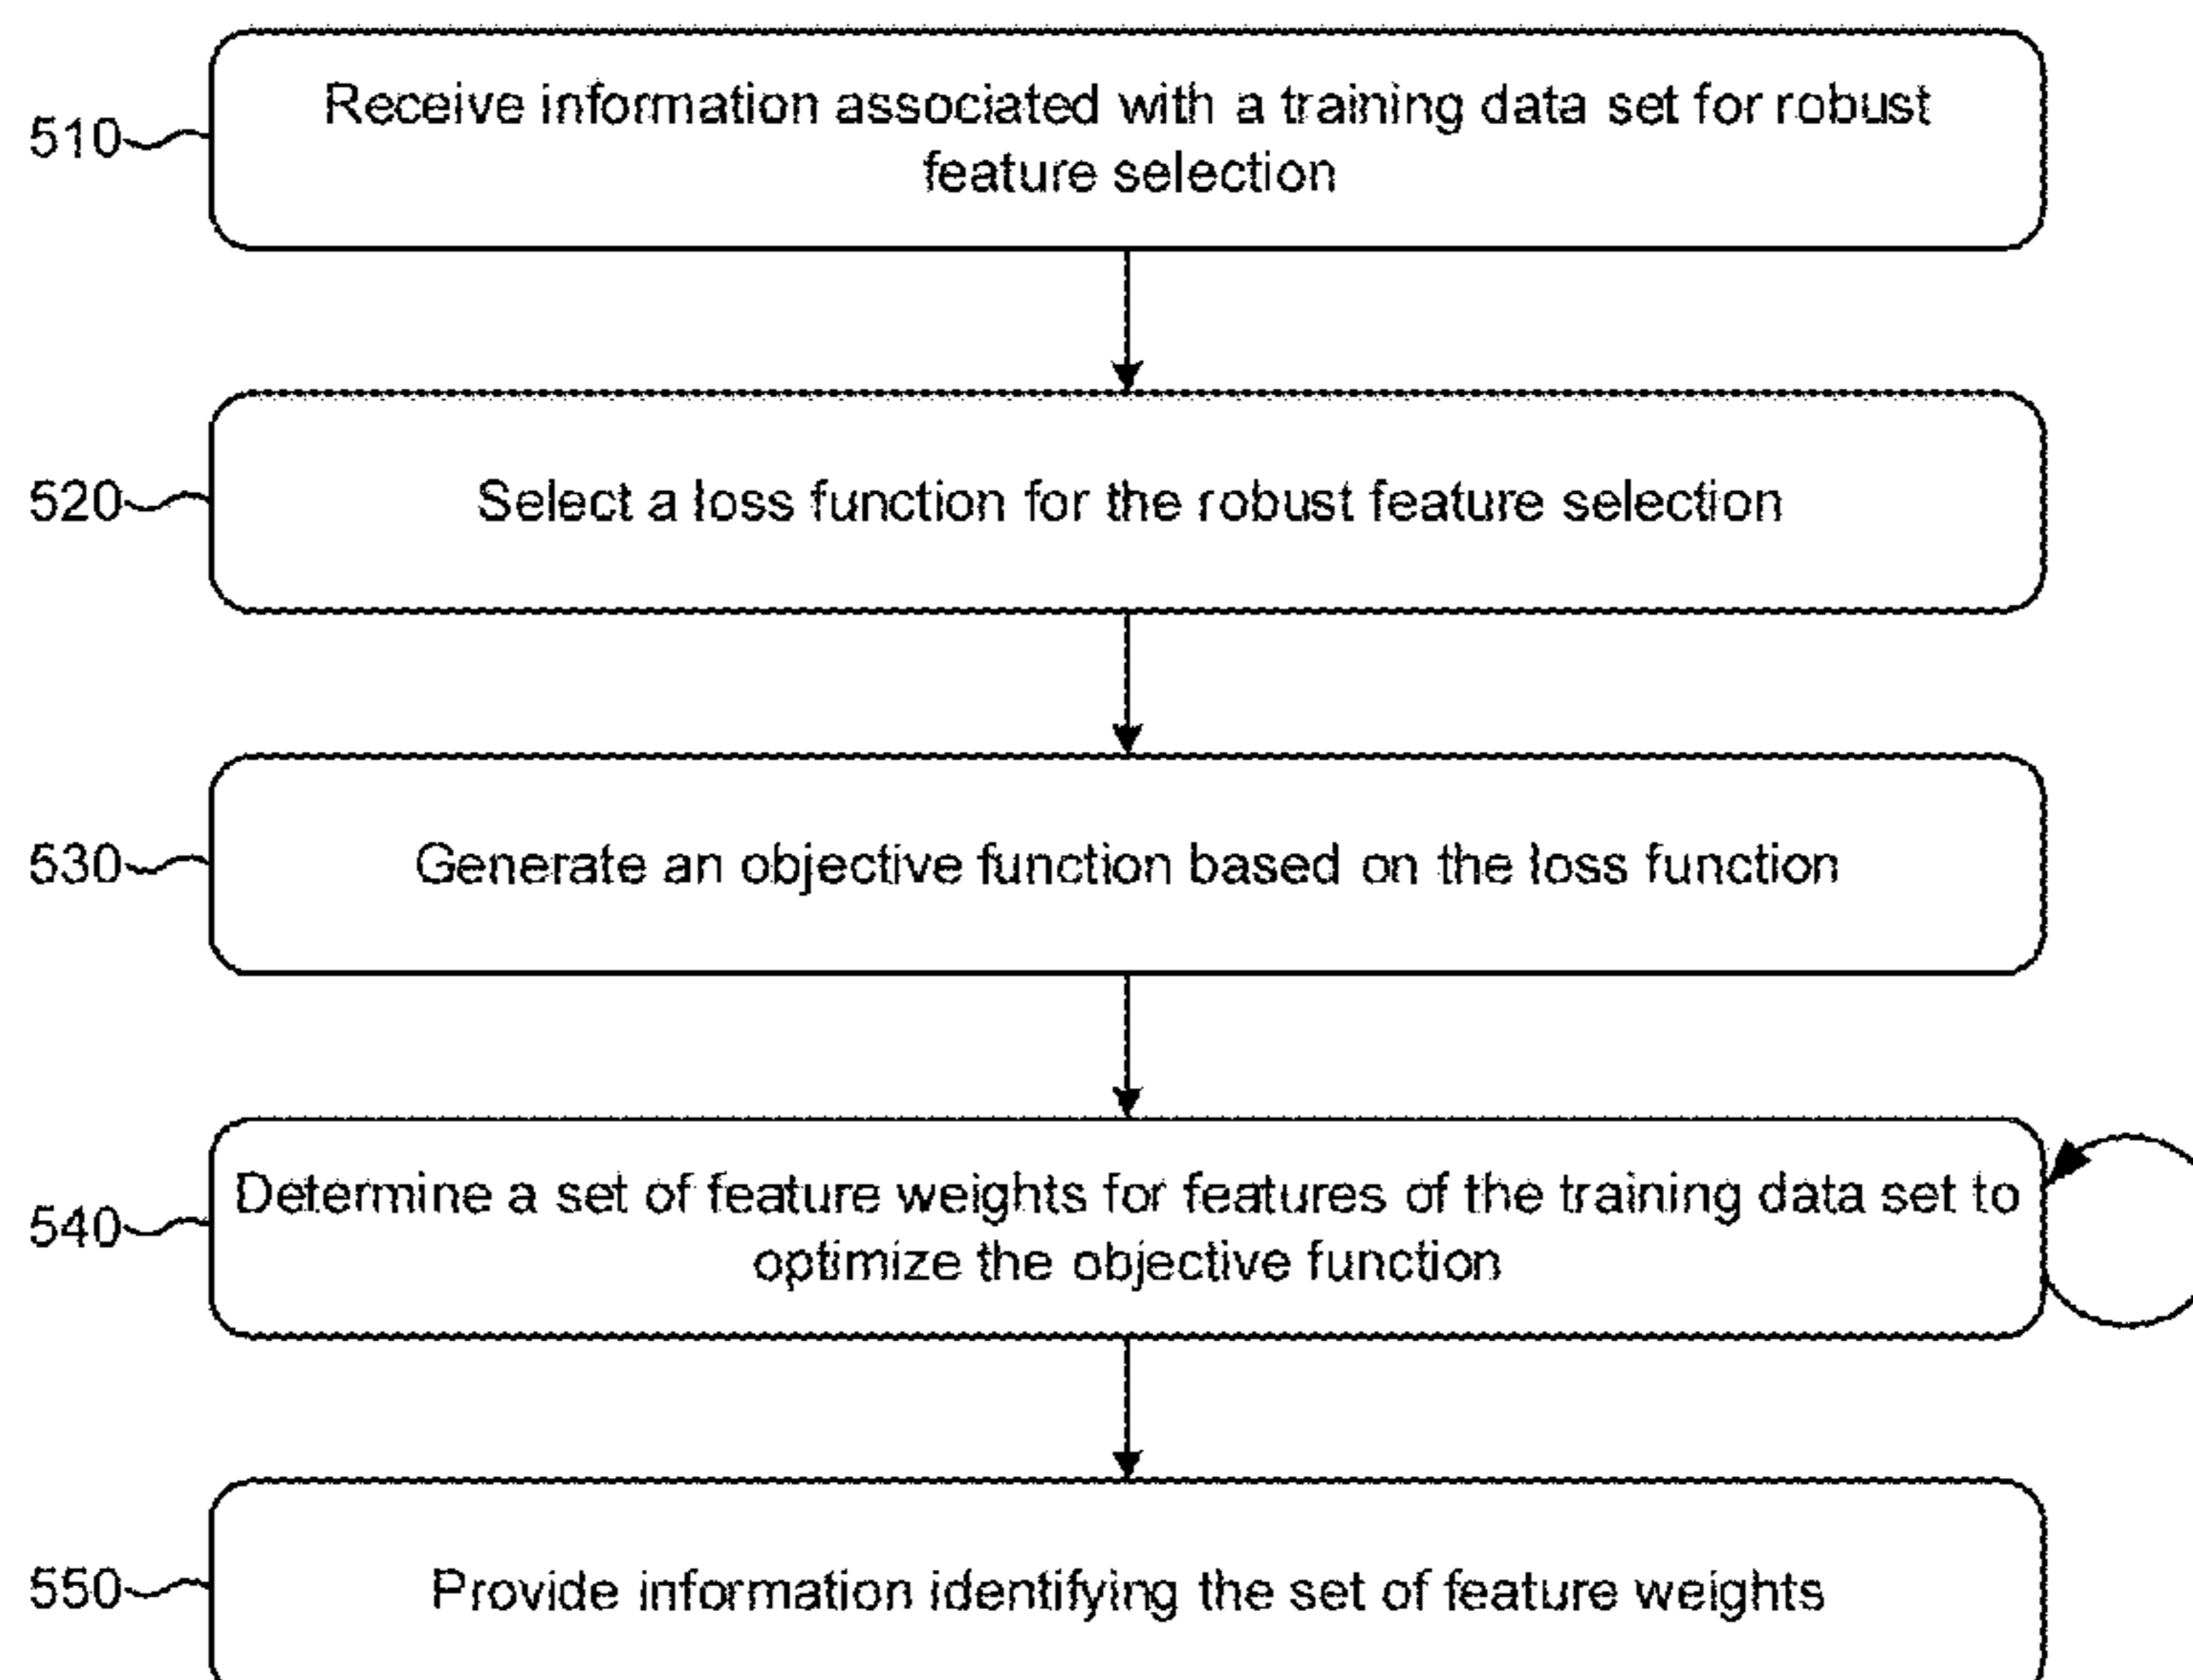 510
Receive information associated with a training data set for robust
feature selection
520
Select a loss function for the robust feature selection
530
Generate an objective function based on the loss function
540
Determine a set of feature weights for features of the training data set to
optimize the objective function
550
Provide information identifying the set of feature weights